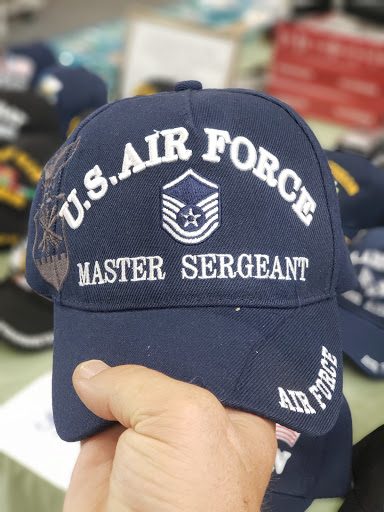 U.S. AIR FORCE
MASTER SERGEANT
AIR FORCE